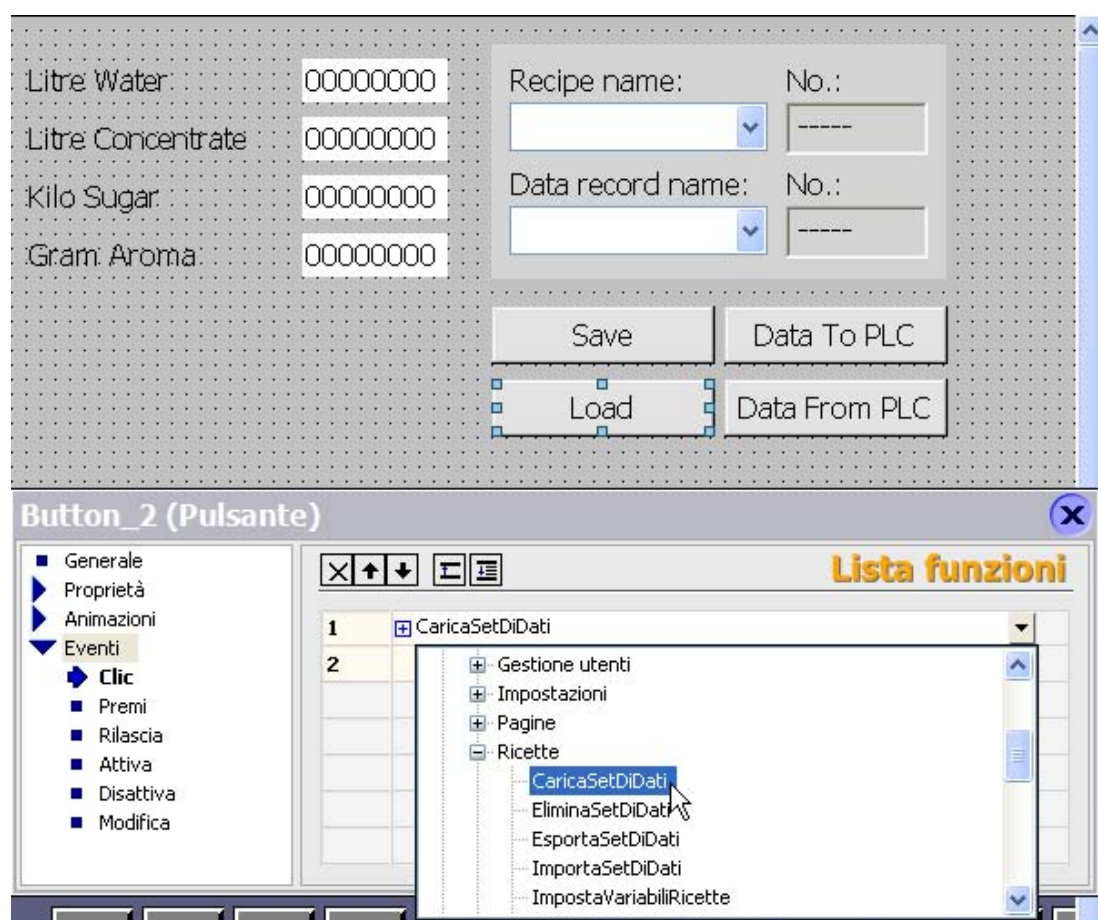 Litre Water
00000000
Recipe name:
No.:
-----
Litre Concentrate
00000000
Kilo Sugar
00000000
Data record name:
No.:
-----
Gram Aroma
00000000
Save
Data To PLC
Load
Data From PLC
Button_2 (Pulsante)
Generale
Proprietà
Animazioni
Eventi
Clic
Premi
Rilascia
Attiva
Disattiva
Modifica
Lista funzioni
1 CaricaSetDiDati
2
Gestione utenti
Impostazioni
Pagine
Ricette
CaricaSetDiDati
EliminaSetDiDati
EsportaSetDiDati
ImportaSetDiDati
ImpostaVariabiliRicette